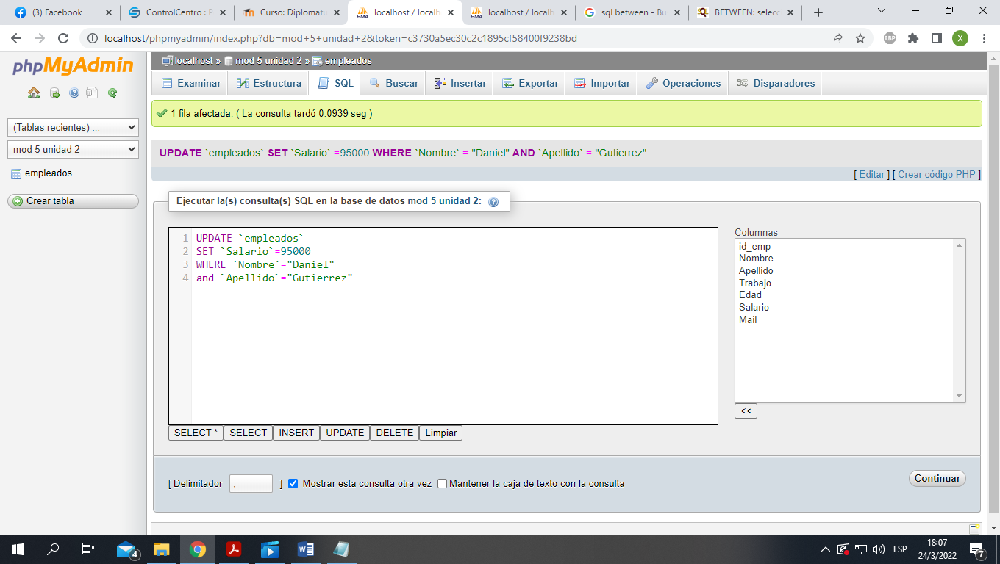 (3) Facebook
ControlCentro : P
Curso: Diplomatu
localhost / localh
localhost / localh
sql between - Bu
BETWEEN: selecc
localhost/phpmyadmin/index.php?db=mod+5+unidad+2&token=c3730a5ec30c2c1895cf58400f9238bd
ABP
X
phpMyAdmin
localhost » mod 5 unidad 2 » empleados
Examinar
Estructura
SQL
Buscar
Insertar
Exportar
Importar
Operaciones
Disparadores
(Tablas recientes) ...
mod 5 unidad 2
empleados
Crear tabla
1 fila afectada. ( La consulta tardó 0.0939 seg )
UPDATE `empleados` SET `Salario` =95000 WHERE `Nombre` = "Daniel" AND `Apellido` = "Gutierrez"
[ Editar ] [ Crear código PHP ]
Ejecutar la(s) consulta(s) SQL en la base de datos mod 5 unidad 2:
1 UPDATE `empleados`
2 SET `Salario`=95000
3 WHERE `Nombre`="Daniel"
4 and `Apellido`="Gutierrez"
Columnas
id_emp
Nombre
Apellido
Trabajo
Edad
Salario
Mail
<<
SELECT *
SELECT
INSERT
UPDATE
DELETE
Limpiar
[ Delimitador ; ] Mostrar esta consulta otra vez Mantener la caja de texto con la consulta
Continuar
4
ESP
18:07
24/3/2022
7